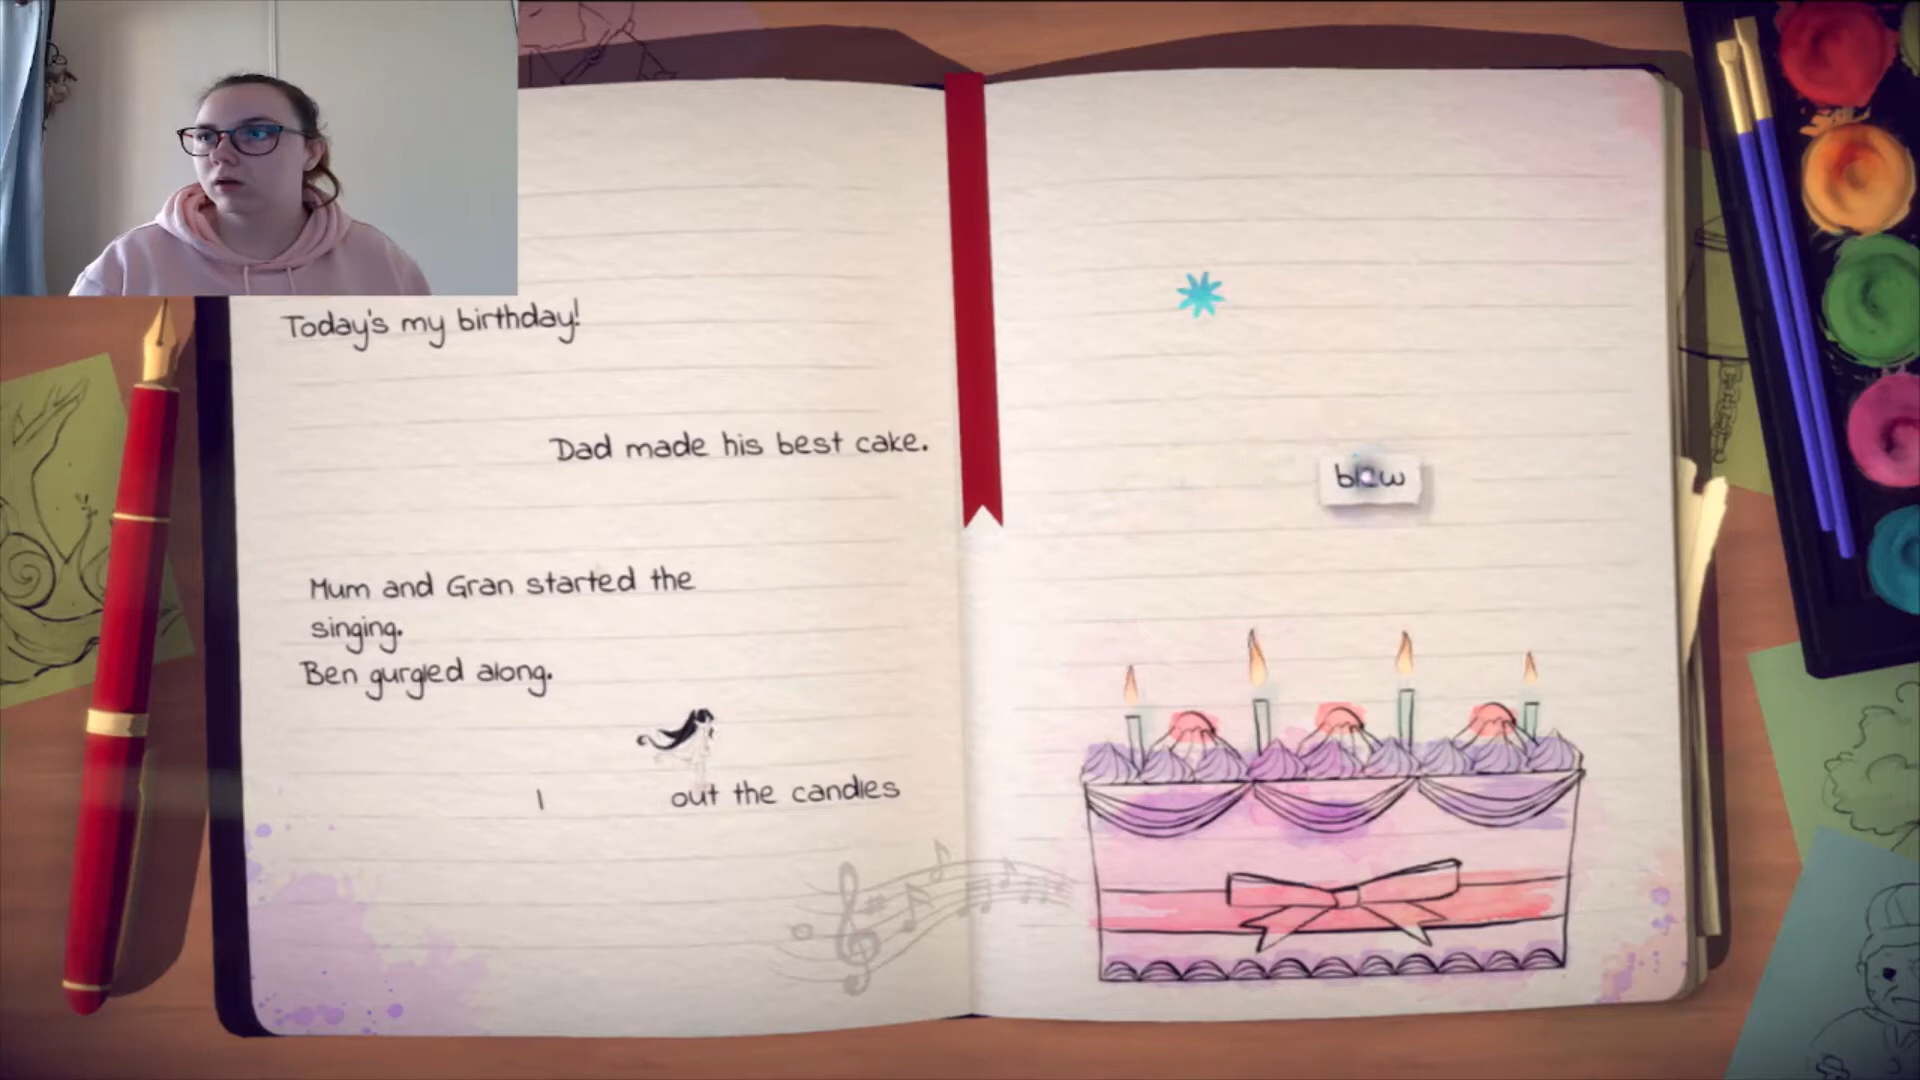 Today's my birthday!
Dad made his best cake.
blow
Mum and Gran started the
singing.
Ben gurgled along.
I out the candles